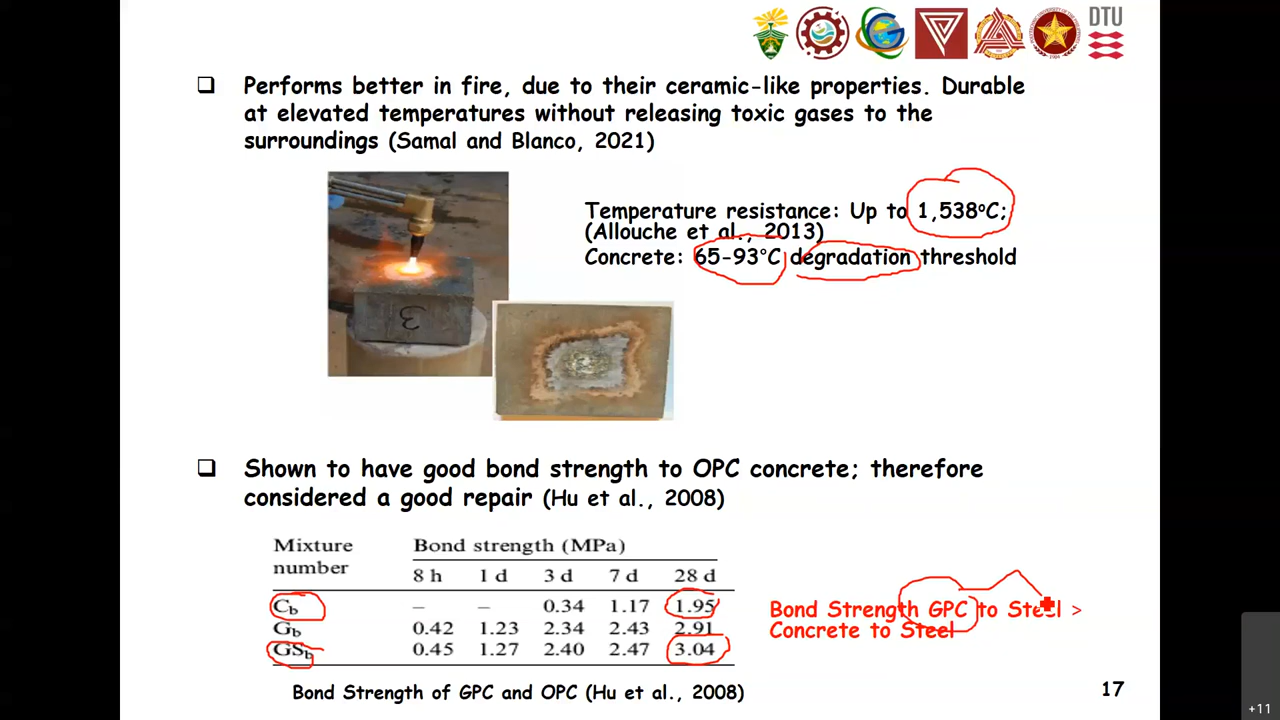 DTU
Performs better in fire, due to their ceramic-like properties. Durable
at elevated temperatures without releasing toxic gases to the
surroundings (Samal and Blanco, 2021)
3
Temperature resistance: Up to 1,538°C;
(Allouche et al., 2013)
Concrete: 65-93°C degradation threshold
Shown to have good bond strength to OPC concrete; therefore
considered a good repair (Hu et al., 2008)
Mixture number Bond strength (MPa)
8 h 1 d 3 d 7 d 28 d
Cb – – 0.34 1.17 1.95
Gb 0.42 1.23 2.34 2.43 2.91
GSb 0.45 1.27 2.40 2.47 3.04
Bond Strength GPC to Steel >
Concrete to Steel
Bond Strength of GPC and OPC (Hu et al., 2008)
17
+11